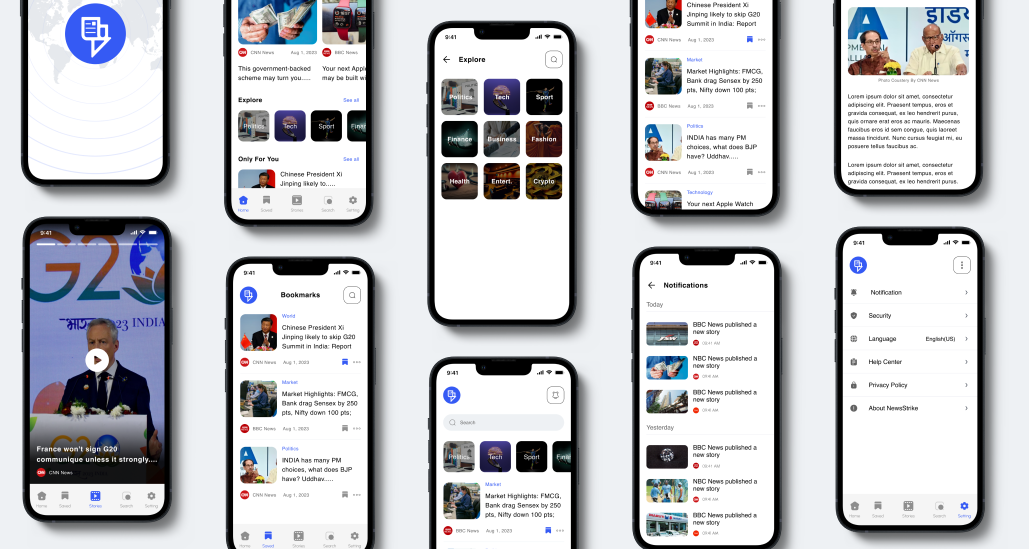 CNN News
Aug 1, 2023
This government-backed
scheme may turn you.....
BBC News
Your next Appl
may be built wi
Explore
See all
Politics
Tech
Sport
Finan
Only For You
See all
Chinese President Xi
Jinping likely to.....
Home
Saved
Stories
Search
Setting
9:41
Explore
Politics
Tech
Sport
Finance
Business
Fashion
Health
Entert.
Crypto
Chinese President Xi
Jinping likely to skip G20
Summit in India: Report
CNN News
Aug 1, 2023
Market
Market Highlights: FMCG,
Bank drag Sensex by 250
pts, Nifty down 100 pts;
BBC News
Aug 1, 2023
Politics
INDIA has many PM
choices, what does BJP
have? Uddhav.....
CNN News
Aug 1, 2023
Technology
Your next Apple Watch
Photo Courtery By CNN News
Lorem ipsum dolor sit amet, consectetur
adipiscing elit. Praesent tempus, eros et
gravida consequat, ex leo hendrerit purus,
quis ornare erat eros ac mauris. Maecenas
faucibus eros id sem congue, quis laoreet
massa tincidunt. Nunc cursus feugiat mi, eu
posuere tellus faucibus ac.
Lorem ipsum dolor sit amet, consectetur
adipiscing elit. Praesent tempus, eros et
gravida consequat, ex leo hendrerit purus.
9:41
G20
23 INDIA
G20
France won't sign G20
communique unless it strongly....
CNN News
Home
Saved
Stories
Search
Setting
9:41
Bookmarks
World
Chinese President Xi
Jinping likely to skip G20
Summit in India: Report
CNN News
Aug 1, 2023
Market
Market Highlights: FMCG,
Bank drag Sensex by 250
pts, Nifty down 100 pts;
BBC News
Aug 1, 2023
Politics
INDIA has many PM
choices, what does BJP
have? Uddhav.....
CNN News
Aug 1, 2023
Home
Saved
Stories
Search
Setting
9:41
Search
Politics
Tech
Sport
Finan
Market
Market Highlights: FMCG,
Bank drag Sensex by 250
pts, Nifty down 100 pts;
BBC News
Aug 1, 2023
9:41
Notifications
Today
BBC News published a
new story
09:41 AM
NBC News published a
new story
09:41 AM
BBC News published a
new story
09:41 AM
Yesterday
BBC News published a
new story
09:41 AM
NBC News published a
new story
09:41 AM
BBC News published a
new story
09:41 AM
9:41
Notification
Security
Language
English(US)
Help Center
Privacy Policy
About NewsStrike
Home
Saved
Stories
Search
Setting